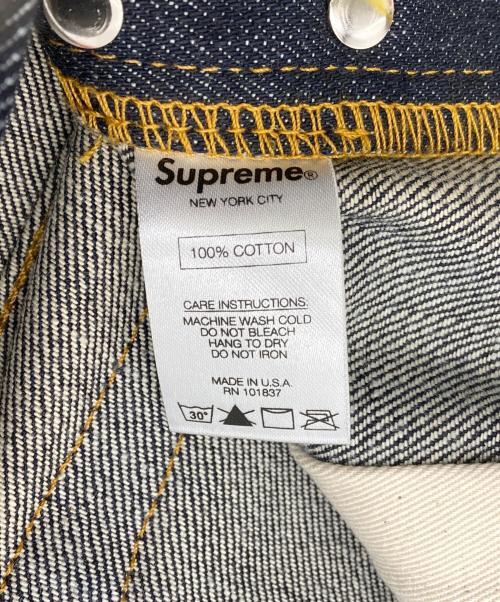 Supreme®
NEW YORK CITY
100% COTTON
CARE INSTRUCTIONS.
MACHINE WASH COLD
DO NOT BLEACH
HANG TO DRY
DO NOT IRON
MADE IN U.S.A.
RN 101837
30°